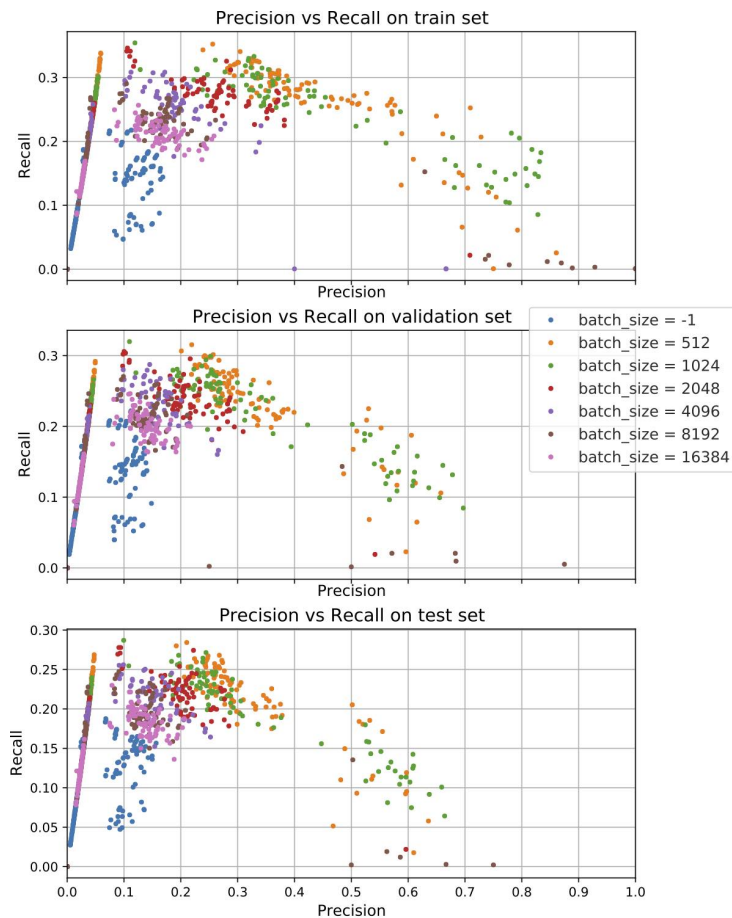 Precision vs Recall on train set
0.3
0.2
0.1
0.0
Recall
Precision
Precision vs Recall on validation set
0.3
0.2
0.1
0.0
Recall
Precision
batch_size = -1
batch_size = 512
batch_size = 1024
batch_size = 2048
batch_size = 4096
batch_size = 8192
batch_size = 16384
Precision vs Recall on test set
0.30
0.25
0.20
0.15
0.10
0.05
0.00
Recall
0.0 0.1 0.2 0.3 0.4 0.5 0.6 0.7 0.8 0.9 1.0
Precision